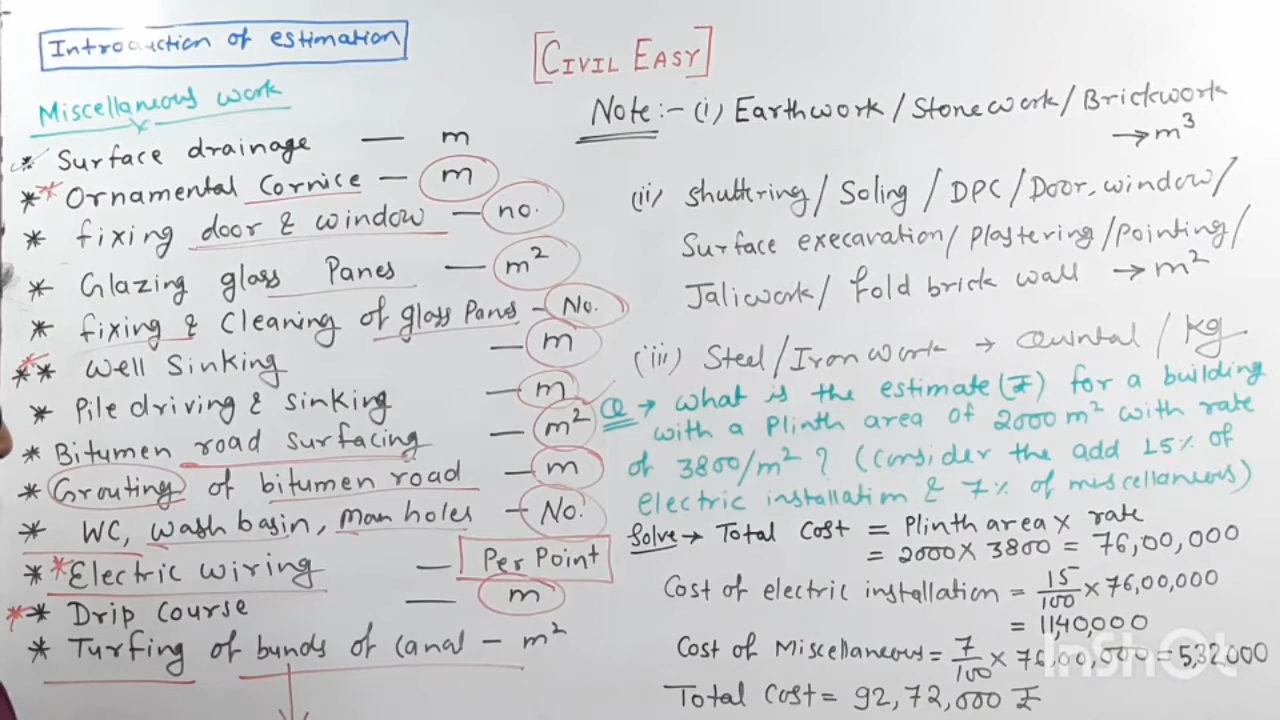 Introduction of estimation
[CIVIL EASY]
Miscellaneous work
* Surface drainage — m
** Ornamental Cornice — m
* fixing door & window — no.
* Glazing glass Panes — m²
* fixing & Cleaning of glass Panes - No.
** Well Sinking — m
* Pile driving & sinking — m
* Bitumen road surfacing — m²
* Grouting of bitumen road — m
* WC, wash basin, man holes - No.
** Electric wiring — Per Point
** Drip Course — m
* Turfing of bunds of canal - m²
Note:- (i) Earthwork/Stonework/Brickwork
→ m³
(ii) Shuttering/Soling/DPC/Door, window/
Surface execavation/Plastering/Pointing/
Jaliwork/fold brick wall → m²
(iii) Steel/Iron work → Quintal/Kg
Q → what is the estimate (₹) for a building
with a Plinth area of 2000 m² with rate
of 3800/m² ? (consider the add 15% of
electric installation & 7% of miscellaneous)
Solve → Total Cost = Plinth area × rate
= 2000 × 3800 = 76,00,000
Cost of electric installation = 15/100 × 76,00,000
= 1140,000
Cost of Miscellaneous = 7/100 × 76,00,000 = 5,32,000
Total Cost = 92,72,000 ₹
InShOt